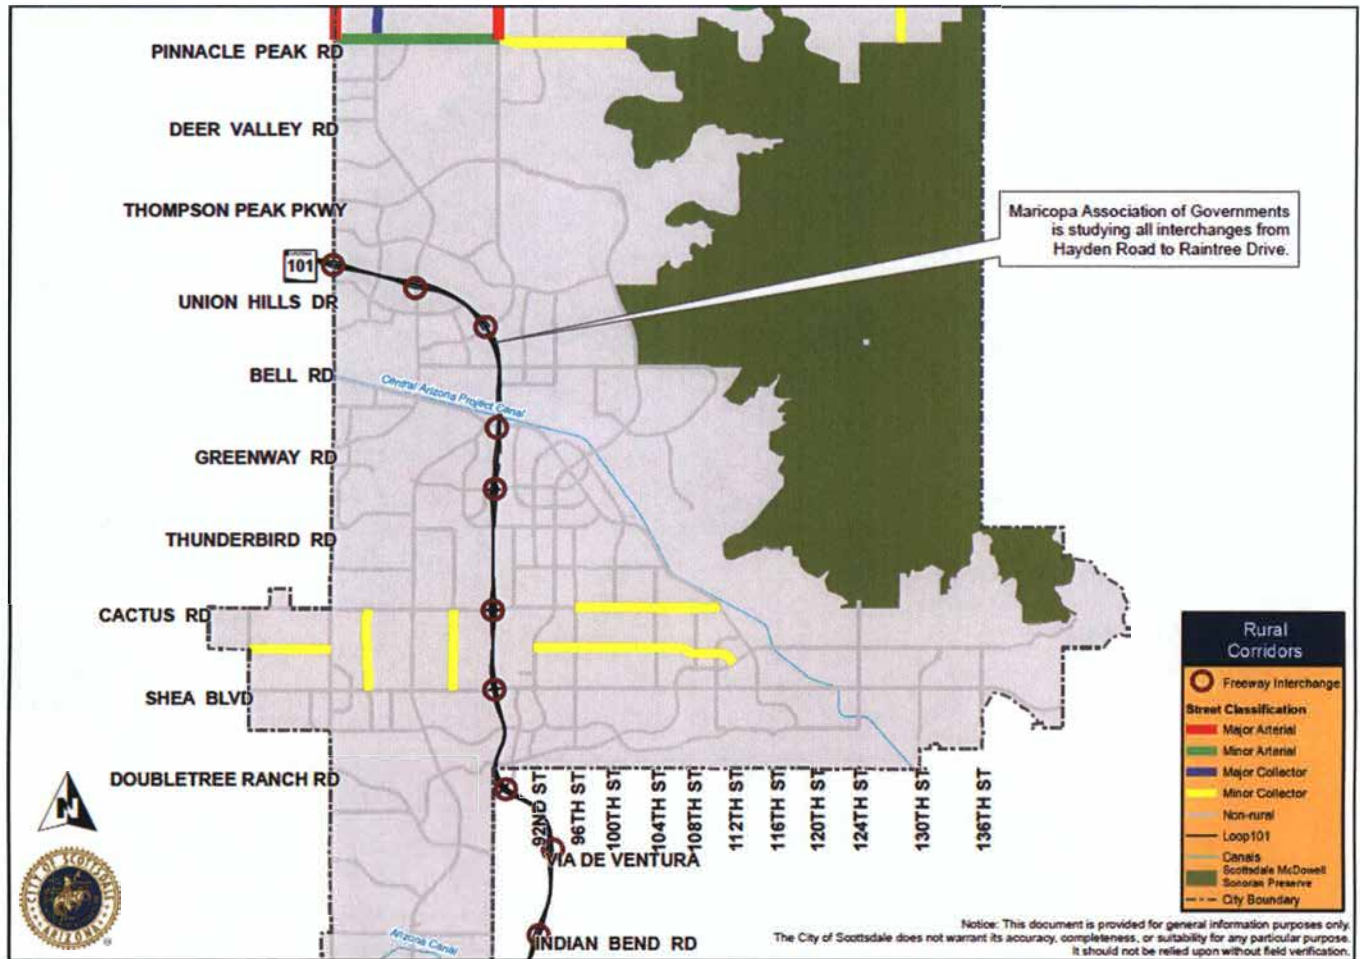 PINNACLE PEAK RD
DEER VALLEY RD
THOMPSON PEAK PKWY
Maricopa Association of Governments
is studying all interchanges from
Hayden Road to Raintree Drive.
101
UNION HILLS DR
BELL RD
Central Arizona Project Canal
GREENWAY RD
THUNDERBIRD RD
CACTUS RD
SHEA BLVD
DOUBLETREE RANCH RD
92ND ST
96TH ST
100TH ST
104TH ST
108TH ST
112TH ST
116TH ST
120TH ST
124TH ST
130TH ST
136TH ST
VIA DE VENTURA
Arizona Canal
INDIAN BEND RD
N
CITY OF SCOTTSDALE
ARIZONA
Rural
Corridors
Freeway Interchange
Street Classification
Major Arterial
Minor Arterial
Major Collector
Minor Collector
Non-rural
Loop101
Canals
Scottsdale McDowell
Sonoran Preserve
City Boundary
Notice: This document is provided for general information purposes only.
The City of Scottsdale does not warrant its accuracy, completeness, or suitability for any particular purpose.
It should not be relied upon without field verification.